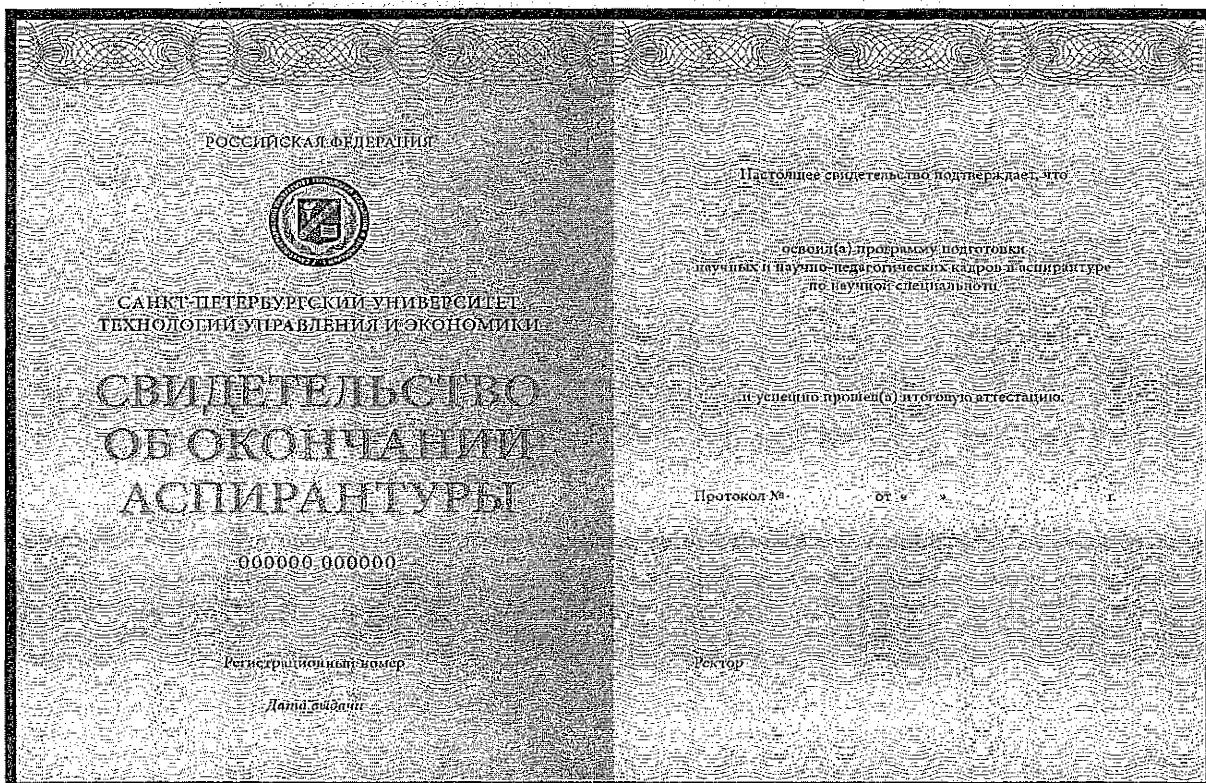 РОССИЙСКАЯ ФЕДЕРАЦИЯ
САНКТ-ПЕТЕРБУРГСКИЙ УНИВЕРСИТЕТ
ТЕХНОЛОГИЙ УПРАВЛЕНИЯ И ЭКОНОМИКИ
СВИДЕТЕЛЬСТВО
ОБ ОКОНЧАНИИ
АСПИРАНТУРЫ
000000 000000
Регистрационный номер
Дата выдачи
Настоящее свидетельство подтверждает, что
освоил(а) программу подготовки
научных и научно-педагогических кадров в аспирантуре
по научной специальноти
и успешно прошел(а) итоговую аттестацию.
Протокол № от « » г.
Ректор